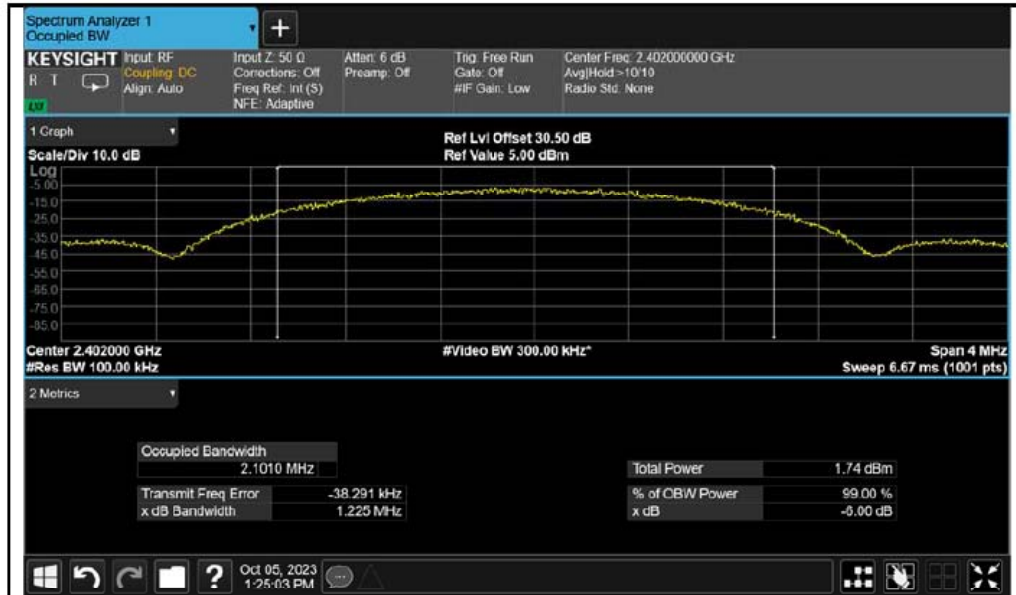 Spectrum Analyzer 1
Occupied BW
+
KEYSIGHT
R T
LXI
Input: RF
Coupling: DC
Align: Auto
Input Z: 50 Ω
Corrections: Off
Freq Ref: Int (S)
NFE: Adaptive
Atten: 6 dB
Preamp: Off
Trig: Free Run
Gate: Off
#IF Gain: Low
Center Freq: 2.402000000 GHz
Avg|Hold:>10/10
Radio Std: None
1 Graph
Scale/Div 10.0 dB
Ref Lvl Offset 30.50 dB
Ref Value 5.00 dBm
Log
-5.00
-15.0
-25.0
-35.0
-45.0
-55.0
-65.0
-75.0
-85.0
Center 2.402000 GHz
#Video BW 300.00 kHz*
Span 4 MHz
#Res BW 100.00 kHz
Sweep 6.67 ms (1001 pts)
2 Metrics
Occupied Bandwidth
2.1010 MHz
Total Power 1.74 dBm
Transmit Freq Error -38.291 kHz
% of OBW Power 99.00 %
x dB Bandwidth 1.225 MHz
x dB -6.00 dB
?
Oct 05, 2023
1:25:03 PM